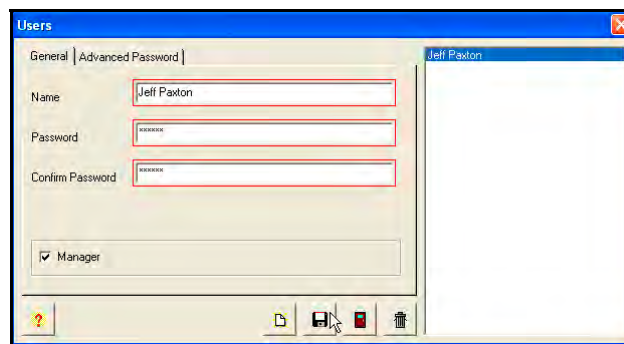 Users
General Advanced Password
Jeff Paxton
Name Jeff Paxton
Password ××××××
Confirm Password ××××××
Manager
?